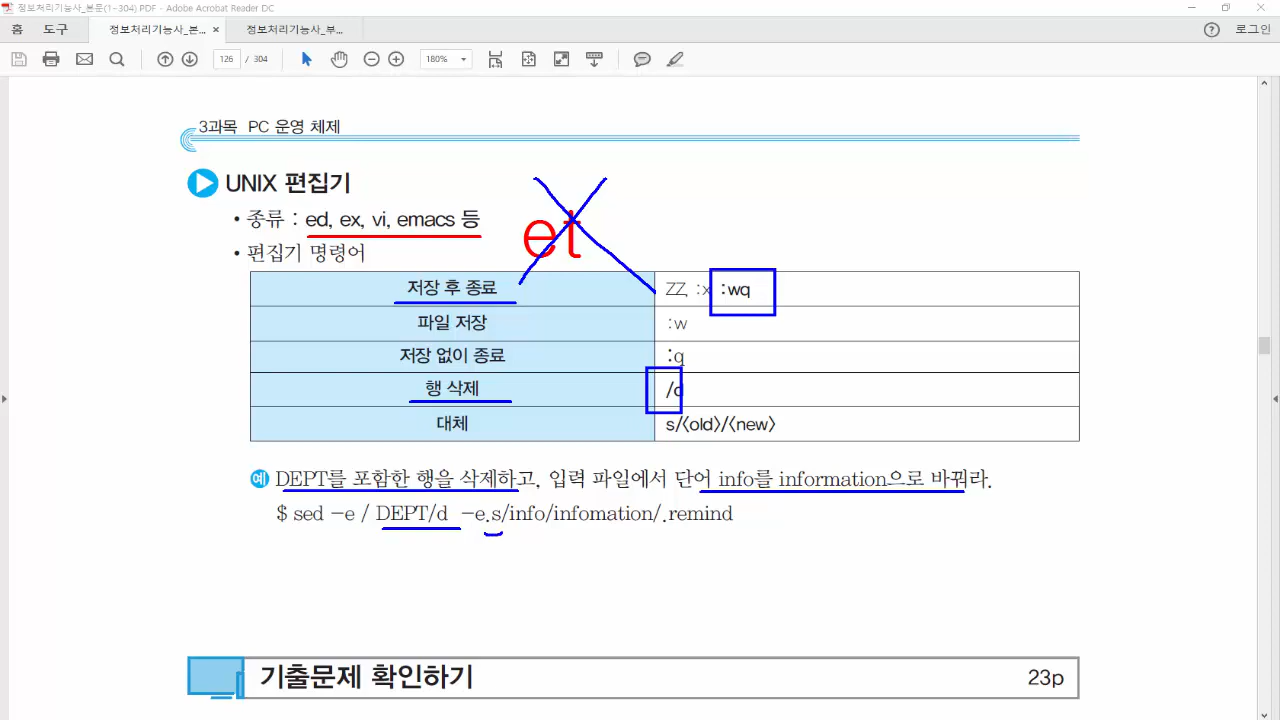 정보처리기능사_본문(1-304) PDF - Adobe Acrobat Reader DC
홈 도구 정보처리기능사_본... × 정보처리기능사_부... ? 로그인
126 / 304 180%
3과목 PC 운영 체제
UNIX 편집기
• 종류 : ed, ex, vi, emacs 등
et
• 편집기 명령어
저장 후 종료 ZZ, :x :wq
파일 저장 :w
저장 없이 종료 :q
행 삭제 /d
대체 s/〈old〉/〈new〉
예 DEPT를 포함한 행을 삭제하고, 입력 파일에서 단어 info를 information으로 바꿔라.
$ sed -e / DEPT/d -e.s/info/infomation/.remind
기출문제 확인하기 23p